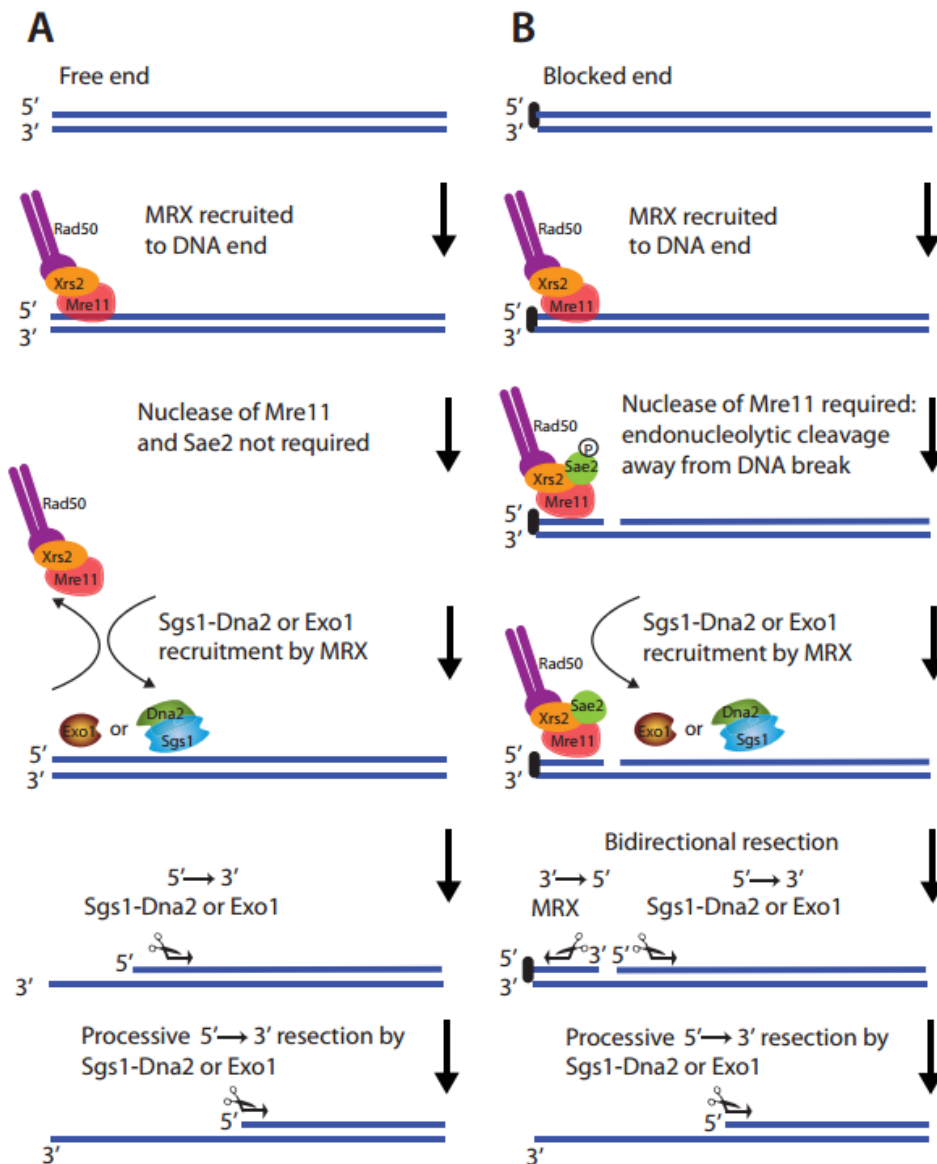 A
Free end
5’
3’
Rad50
Xrs2
Mre11
MRX recruited
to DNA end
5’
3’
Nuclease of Mre11
and Sae2 not required
Rad50
Xrs2
Mre11
Sgs1-Dna2 or Exo1
recruitment by MRX
Exo1 or Dna2
Sgs1
5’
3’
5’ → 3’
Sgs1-Dna2 or Exo1
5’
3’
Processive 5’ → 3’ resection by
Sgs1-Dna2 or Exo1
5’
3’
B
Blocked end
5’
3’
Rad50
Xrs2
Mre11
MRX recruited
to DNA end
5’
3’
Nuclease of Mre11 required:
endonucleolytic cleavage
away from DNA break
Rad50
P
Sae2
Xrs2
Mre11
5’
3’
Sgs1-Dna2 or Exo1
recruitment by MRX
Rad50
Sae2
Xrs2
Mre11
Exo1 or Dna2
Sgs1
5’
3’
Bidirectional resection
3’ → 5’ 5’ → 3’
MRX Sgs1-Dna2 or Exo1
5’ 3’ 5’
3’
Processive 5’ → 3’ resection by
Sgs1-Dna2 or Exo1
5’
3’